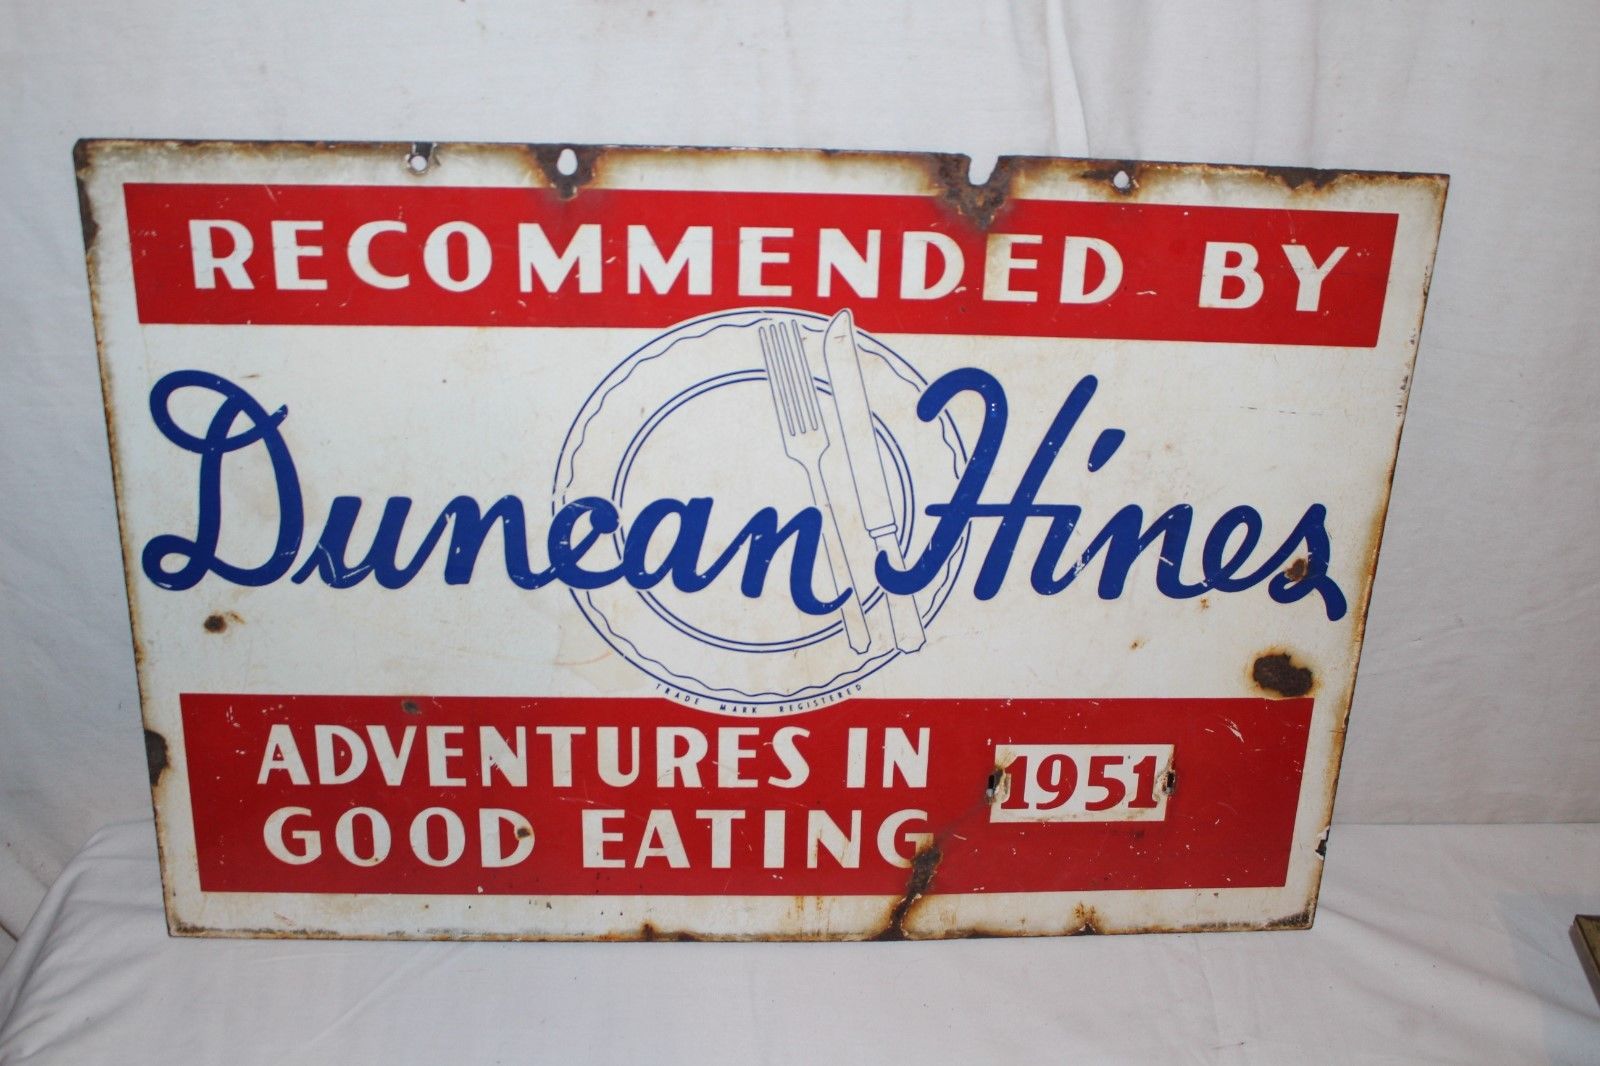 RECOMMENDED BY
Duncan Hines
TRADE MARK REGISTERED
ADVENTURES IN
GOOD EATING
1951